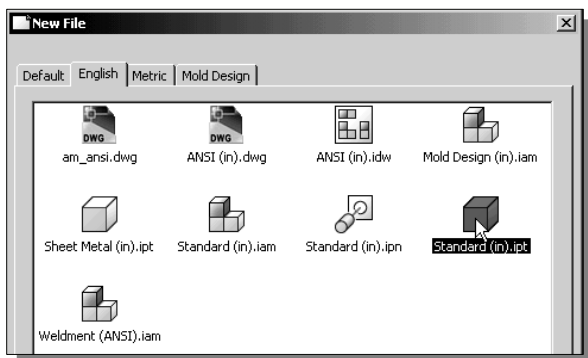 New File
Default English Metric Mold Design
DWG DWG
am_ansi.dwg ANSI (in).dwg ANSI (in).idw Mold Design (in).iam
Sheet Metal (in).ipt Standard (in).iam Standard (in).ipn Standard (in).ipt
Weldment (ANSI).iam